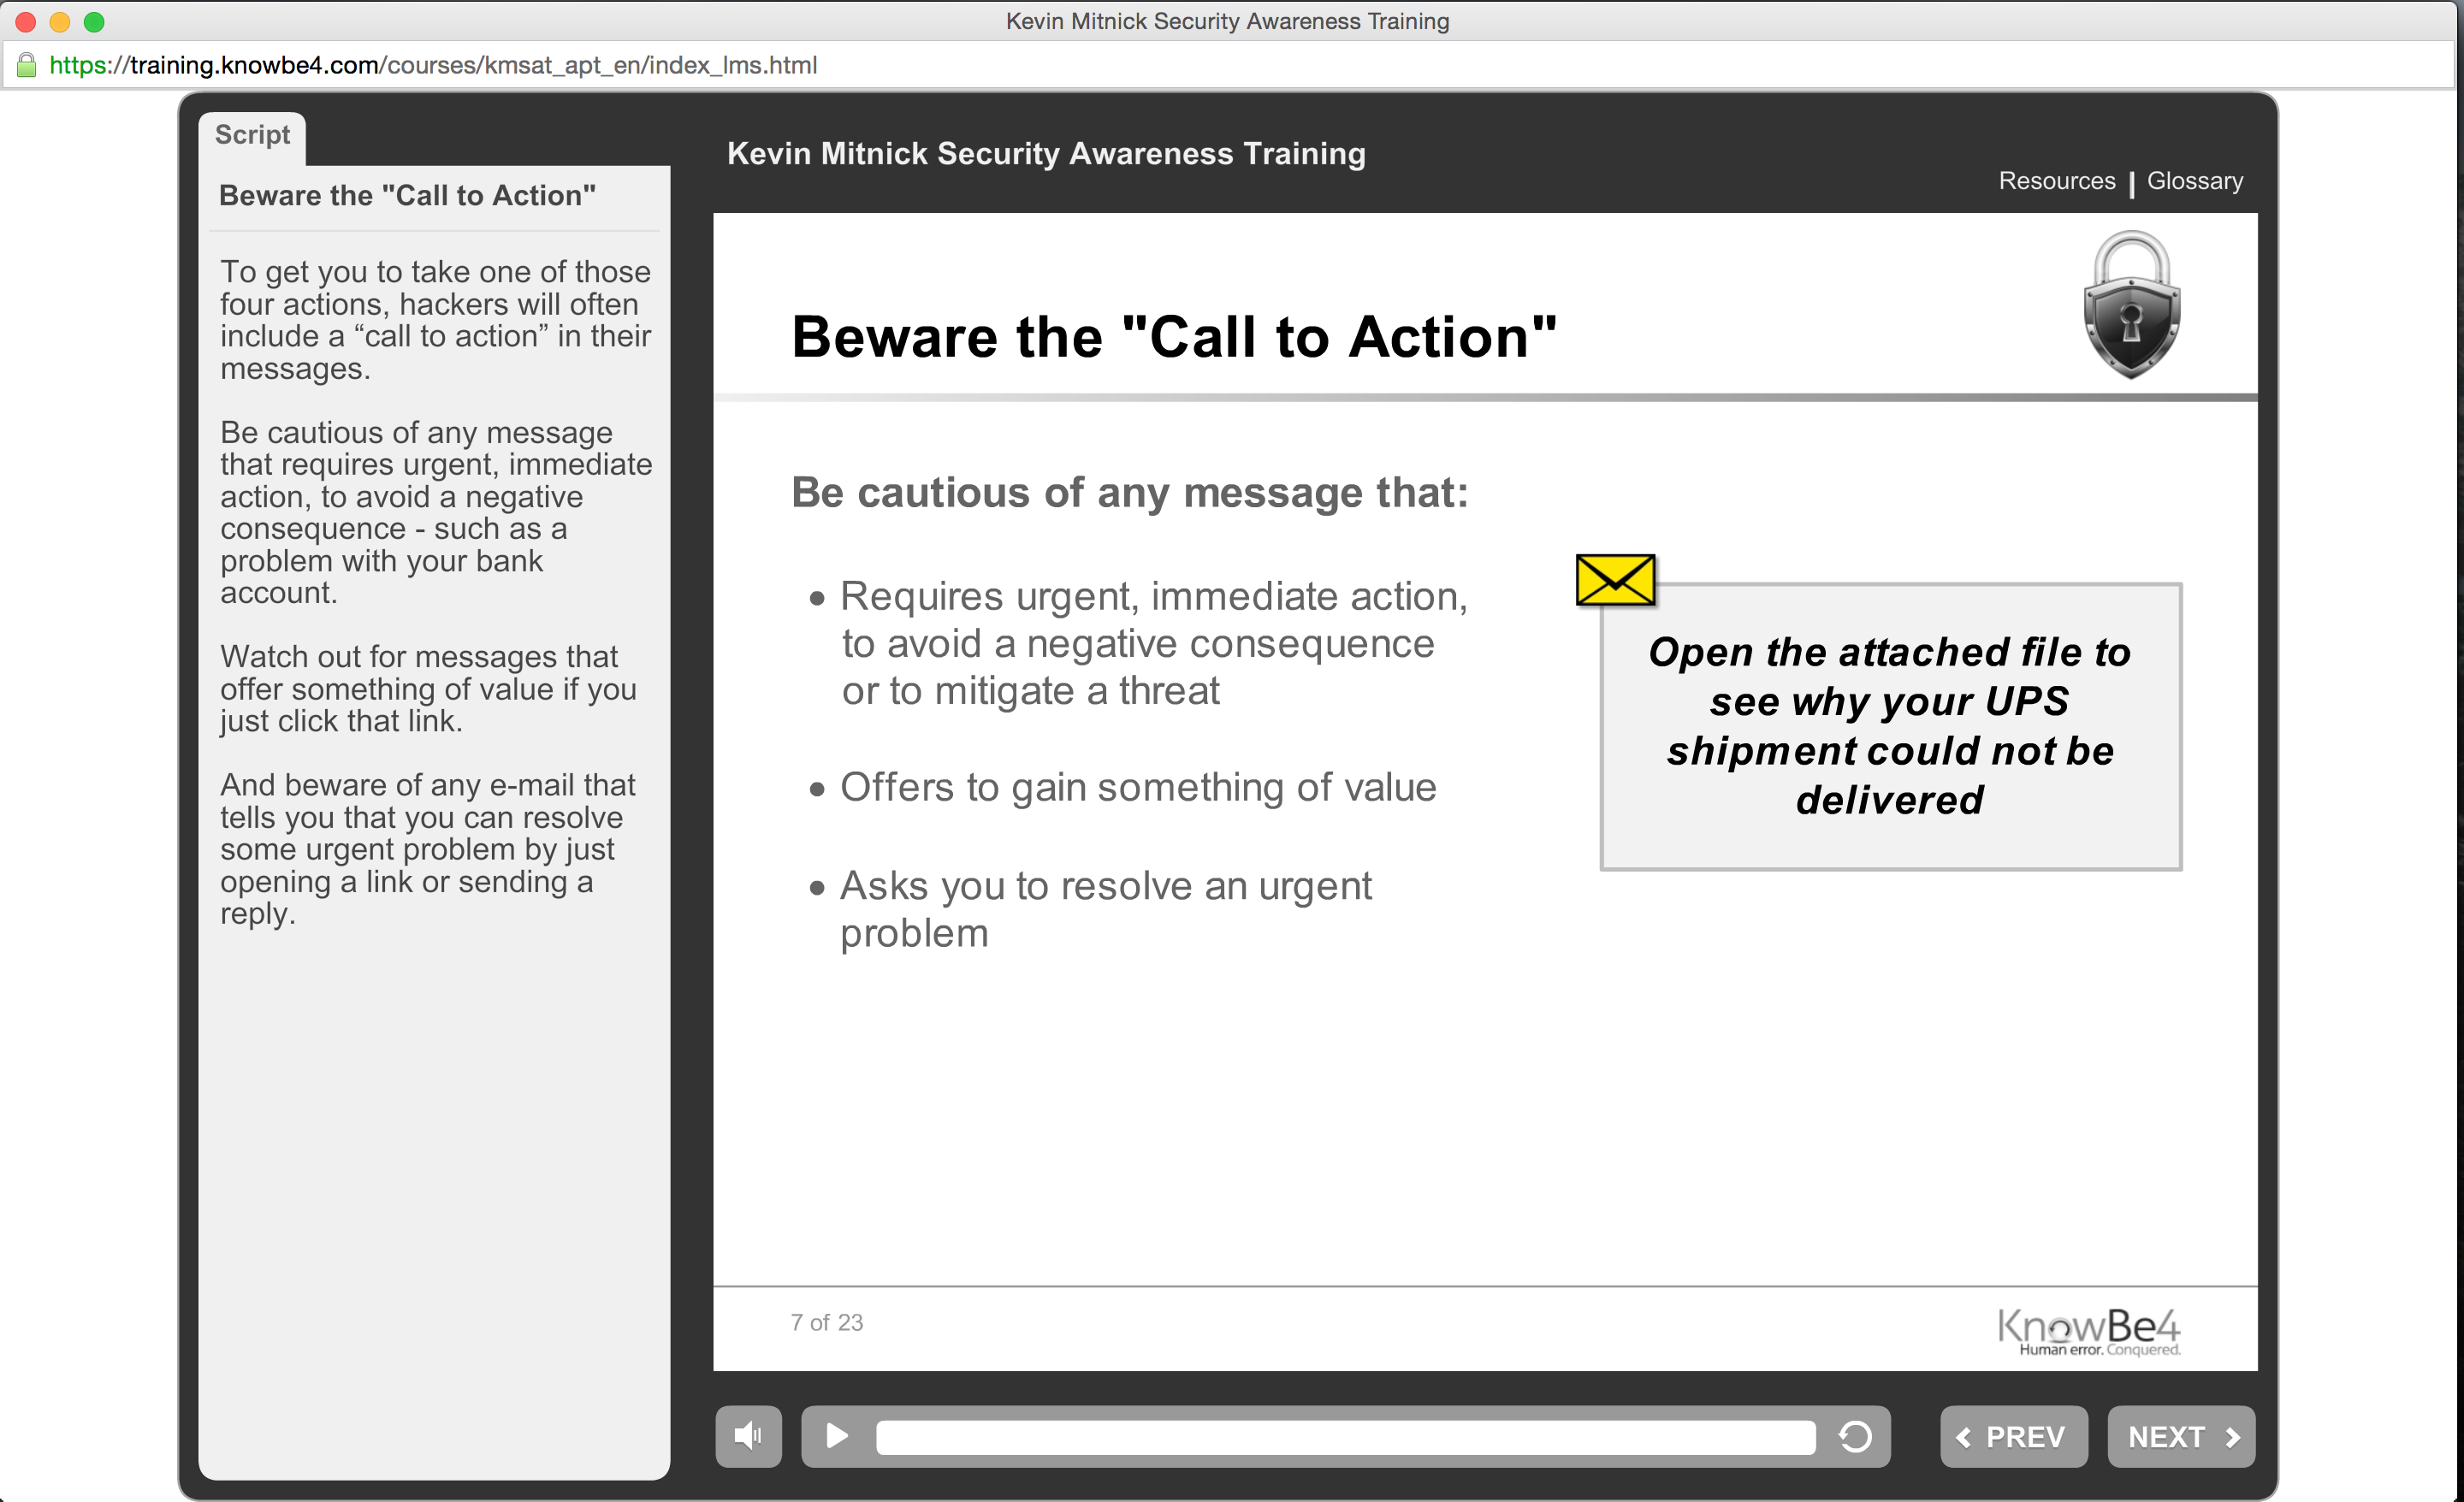 Kevin Mitnick Security Awareness Training
https://training.knowbe4.com/courses/kmsat_apt_en/index_lms.html
Script
Beware the "Call to Action"
To get you to take one of those
four actions, hackers will often
include a “call to action” in their
messages.
Be cautious of any message
that requires urgent, immediate
action, to avoid a negative
consequence - such as a
problem with your bank
account.
Watch out for messages that
offer something of value if you
just click that link.
And beware of any e-mail that
tells you that you can resolve
some urgent problem by just
opening a link or sending a
reply.
Kevin Mitnick Security Awareness Training
Resources | Glossary
Beware the "Call to Action"
Be cautious of any message that:
• Requires urgent, immediate action,
to avoid a negative consequence
or to mitigate a threat
• Offers to gain something of value
• Asks you to resolve an urgent
problem
Open the attached file to
see why your UPS
shipment could not be
delivered
7 of 23
KnowBe4
Human error. Conquered.
PREV
NEXT